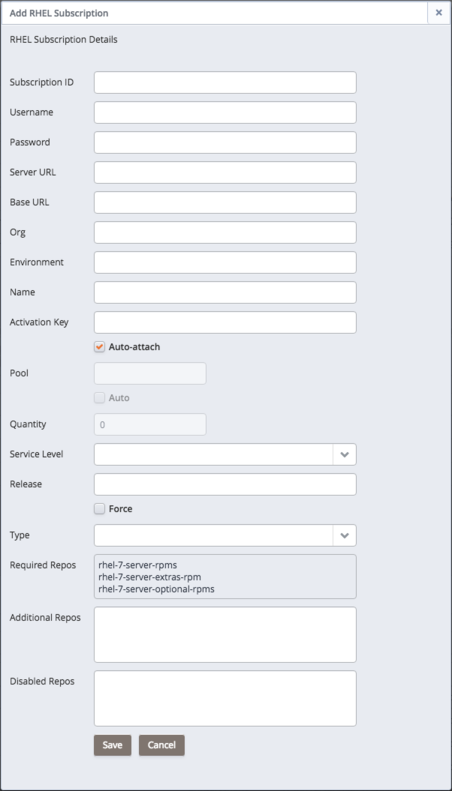 Add RHEL Subscription
RHEL Subscription Details
Subscription ID
Username
Password
Server URL
Base URL
Org
Environment
Name
Activation Key
Auto-attach
Pool
Auto
Quantity
0
Service Level
Release
Force
Type
Required Repos
rhel-7-server-rpms
rhel-7-server-extras-rpm
rhel-7-server-optional-rpms
Additional Repos
Disabled Repos
Save Cancel